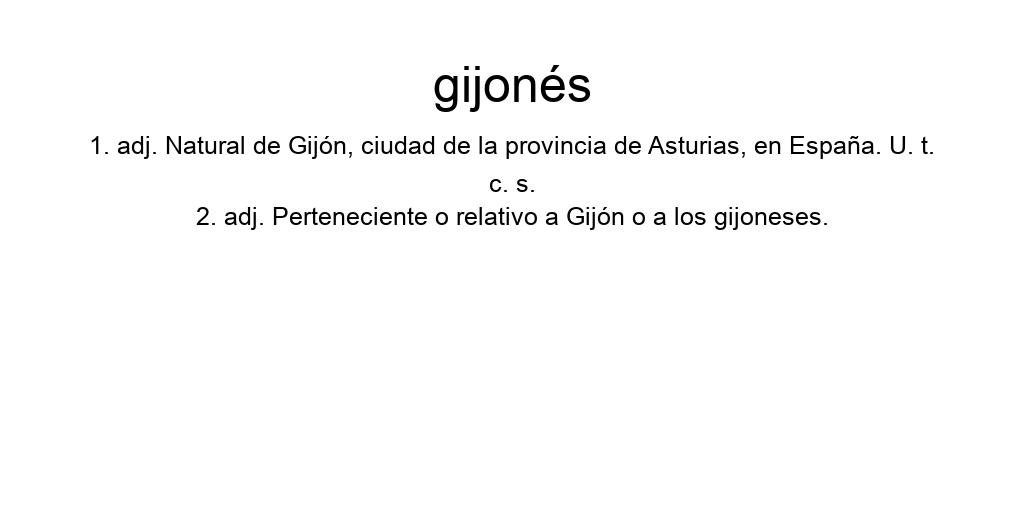 gijonés
1. adj. Natural de Gijón, ciudad de la provincia de Asturias, en España. U. t.
c. s.
2. adj. Perteneciente o relativo a Gijón o a los gijoneses.